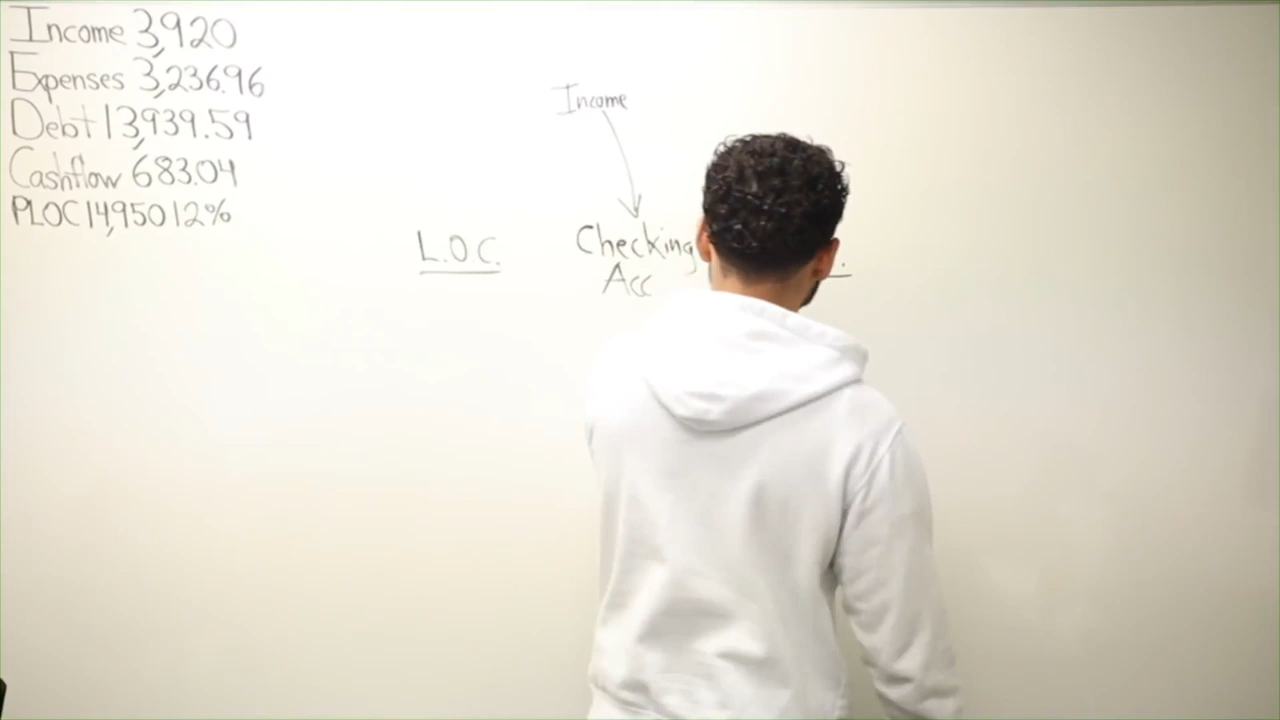 Income 3,920
Expenses 3,236.96
Debt 13,939.59
Cashflow 683.04
PLOC 14,950 12%
Income
L.O.C.
Checking
Acc